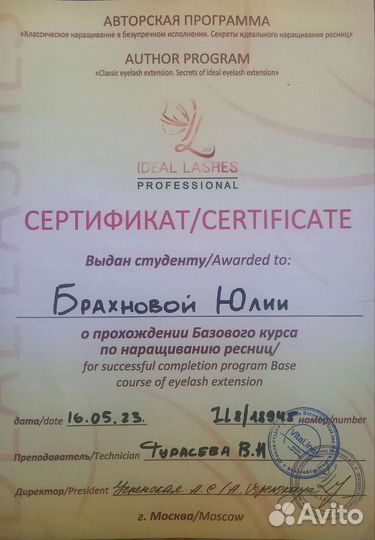 АВТОРСКАЯ ПРОГРАММА
«Классическое наращивание в безупречном исполнении. Секреты идеального наращивания ресниц»
AUTHOR PROGRAM
«Classic eyelash extension. Secrets of ideal eyelash extension»
IDEAL LASHES
PROFESSIONAL
СЕРТИФИКАТ/CERTIFICATE
Выдан студенту/Awarded to:
Брахновой Юлии
о прохождении Базового курса
по наращиванию ресниц/
for successful completion program Base
course of eyelash extension
дата/date 16.05.23. номер/number
Преподаватель/Technician Турасева В.И
Директор/President Успенская А.С
г. Москва/Moscow
Avito